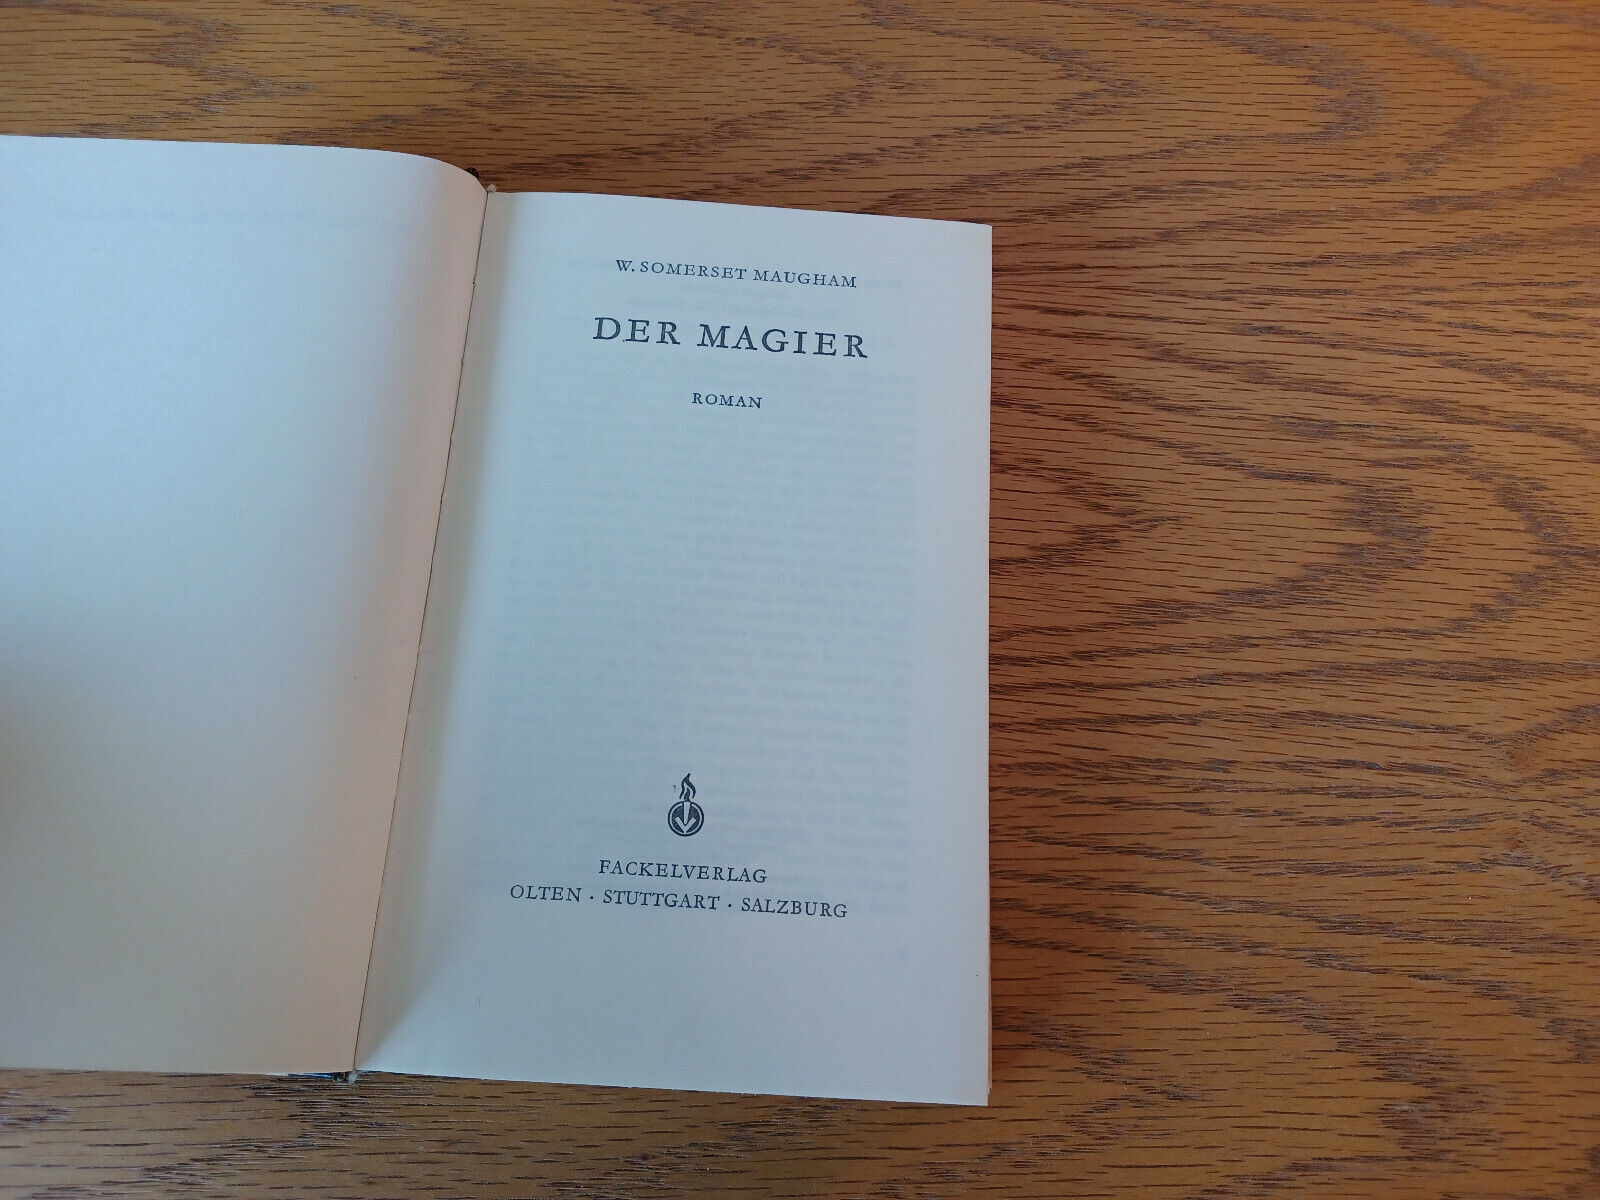 W. SOMERSET MAUGHAM
DER MAGIER
ROMAN
FACKELVERLAG
OLTEN · STUTTGART · SALZBURG